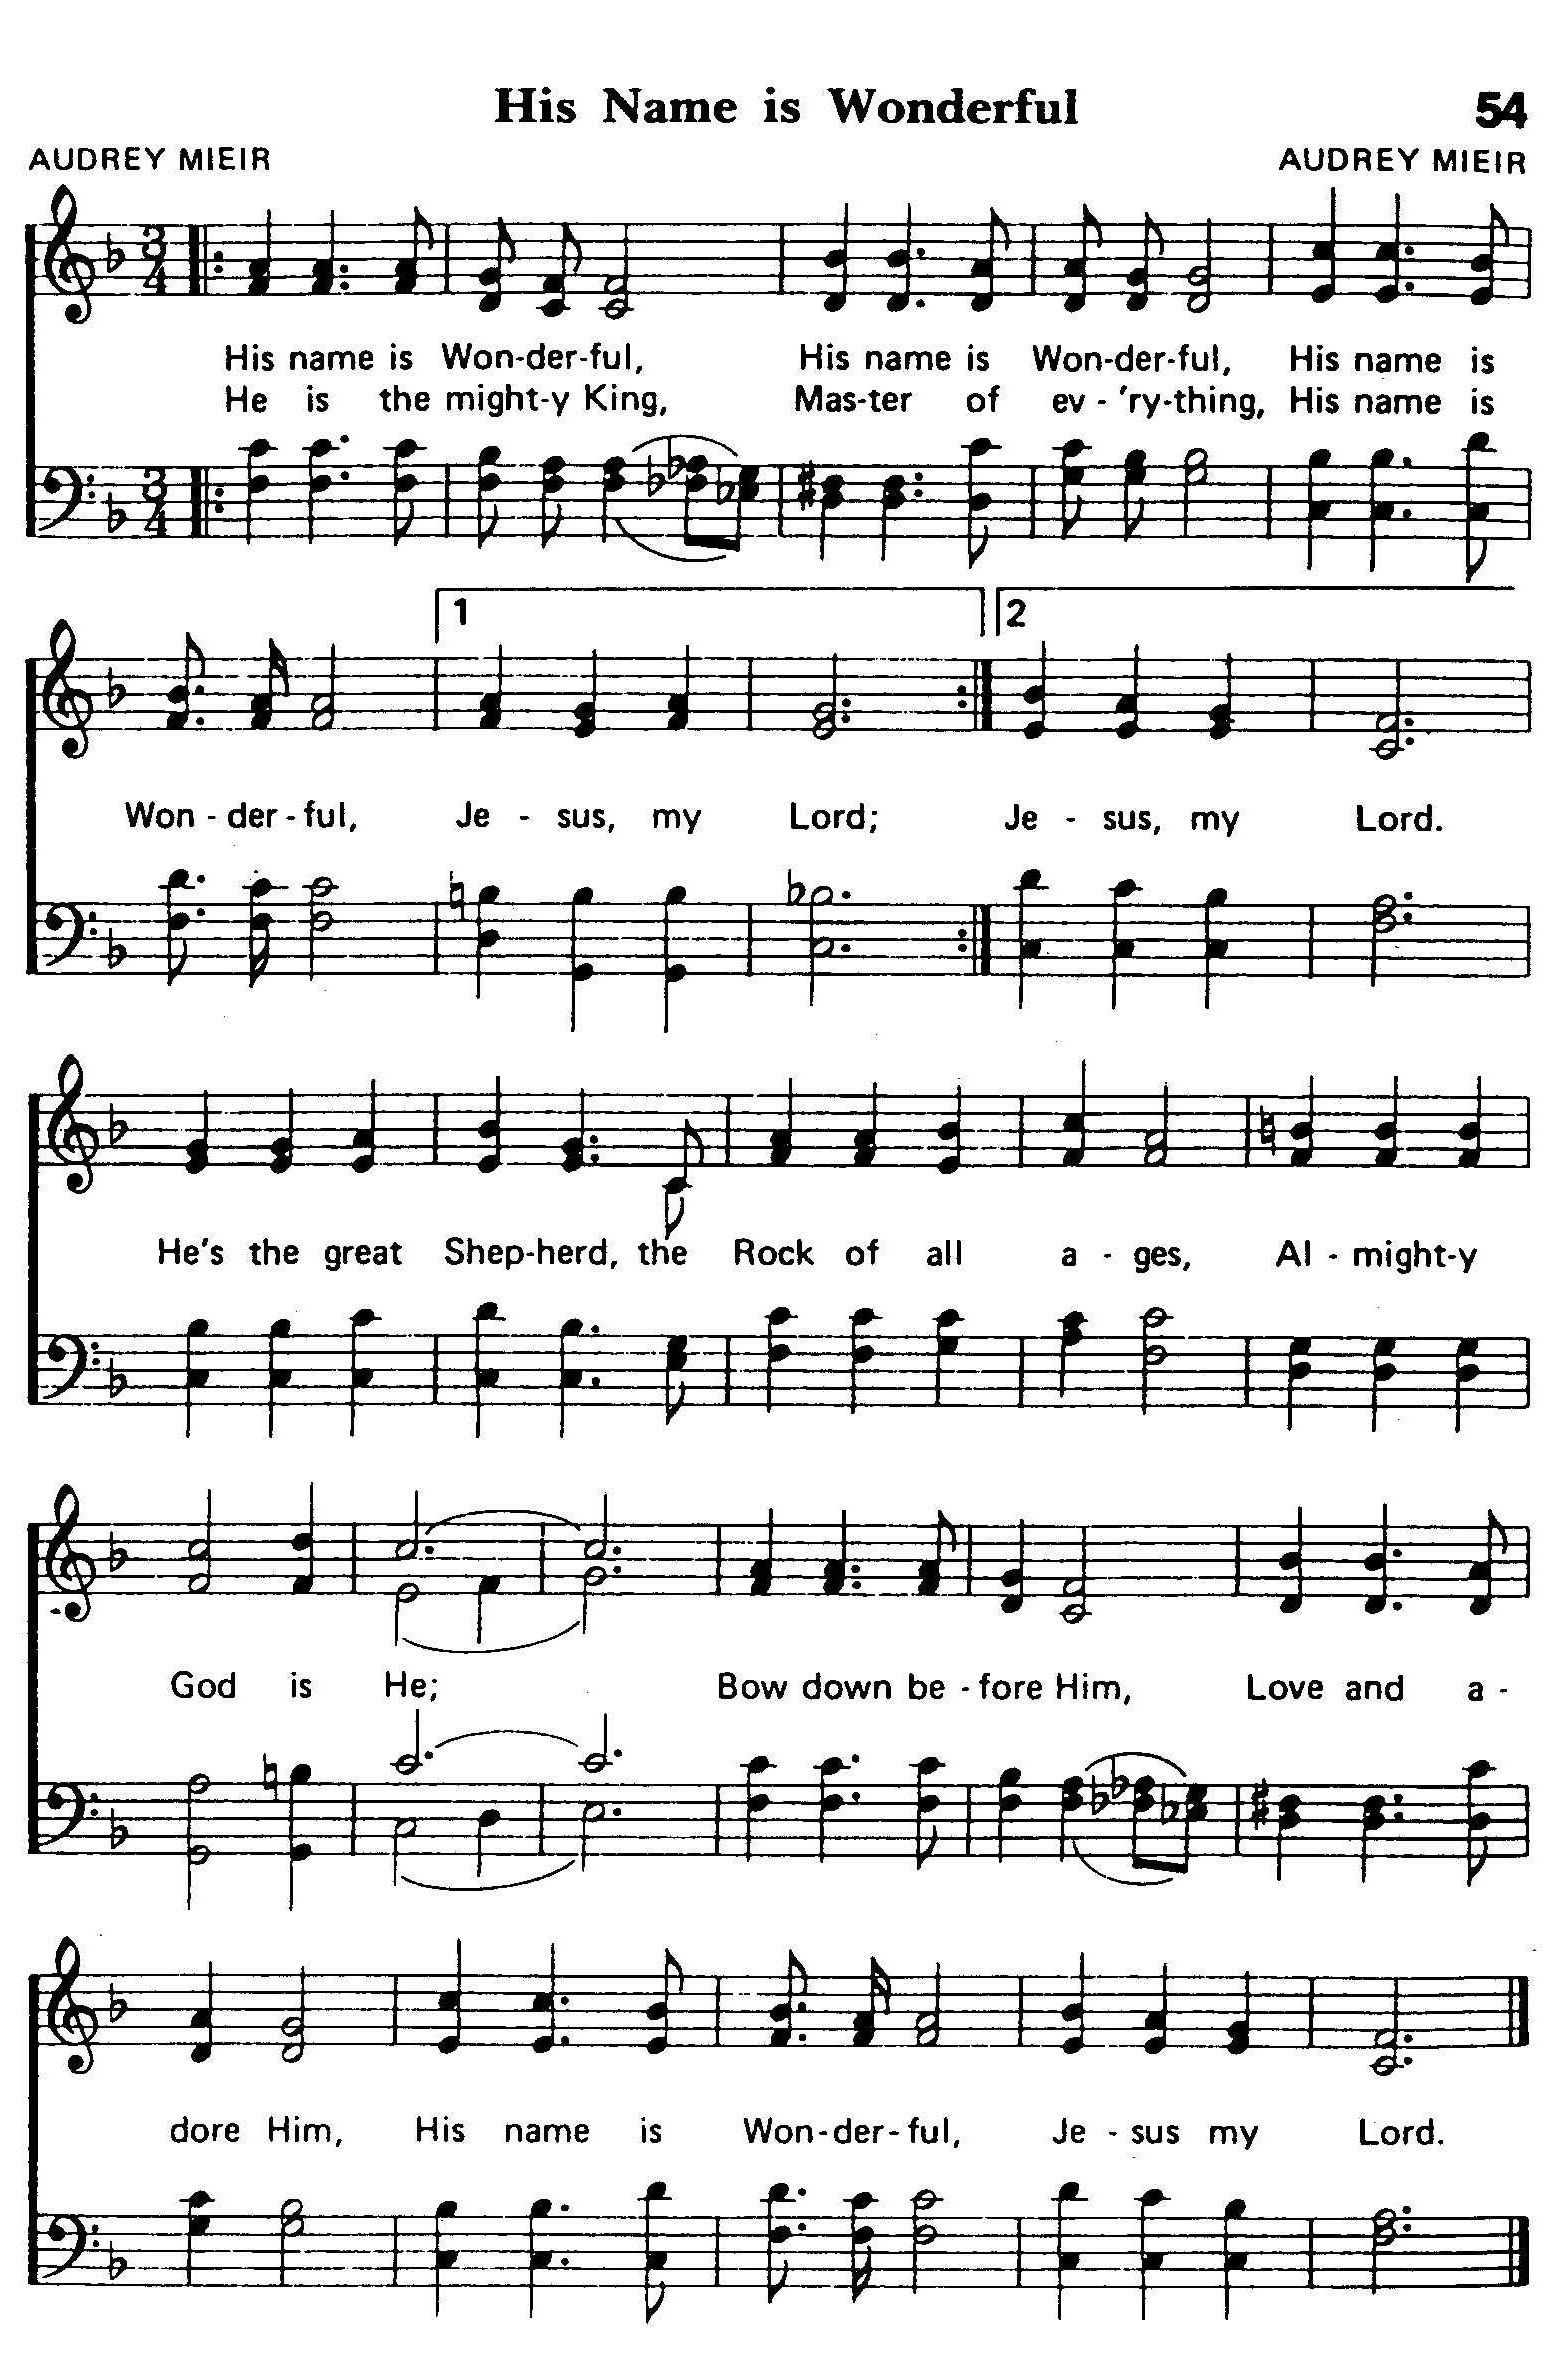 His Name is Wonderful 54
AUDREY MIEIR AUDREY MIEIR
3 4
His name is Won-der-ful, His name is Won-der-ful, His name is
He is the might-y King, Mas-ter of ev-'ry-thing, His name is
3 4
1 2
Won-der-ful, Je-sus, my Lord; Je-sus, my Lord.
He's the great Shep-herd, the Rock of all a-ges, Al-might-y
God is He; Bow down be-fore Him, Love and a-
dore Him, His name is Won-der-ful, Je-sus my Lord.